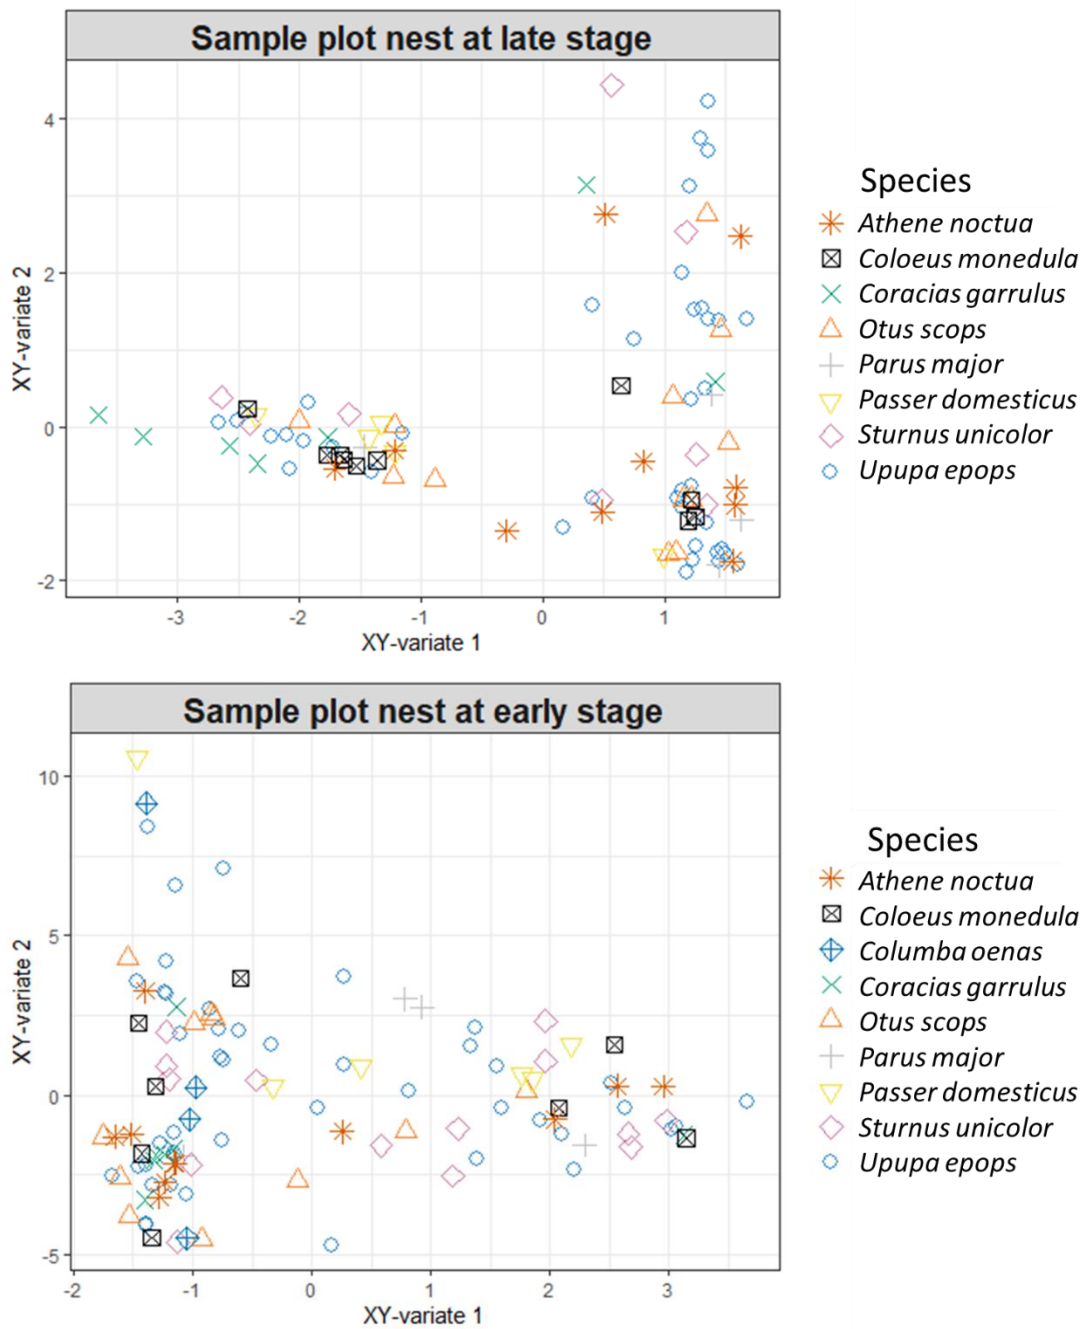 Sample plot nest at late stage
4
2
0
-2
XY-variate 2
-3 -2 -1 0 1
XY-variate 1
Species
Athene noctua
Coloeus monedula
Coracias garrulus
Otus scops
Parus major
Passer domesticus
Sturnus unicolor
Upupa epops
Sample plot nest at early stage
10
5
0
-5
XY-variate 2
-2 -1 0 1 2 3
XY-variate 1
Species
Athene noctua
Coloeus monedula
Columba oenas
Coracias garrulus
Otus scops
Parus major
Passer domesticus
Sturnus unicolor
Upupa epops